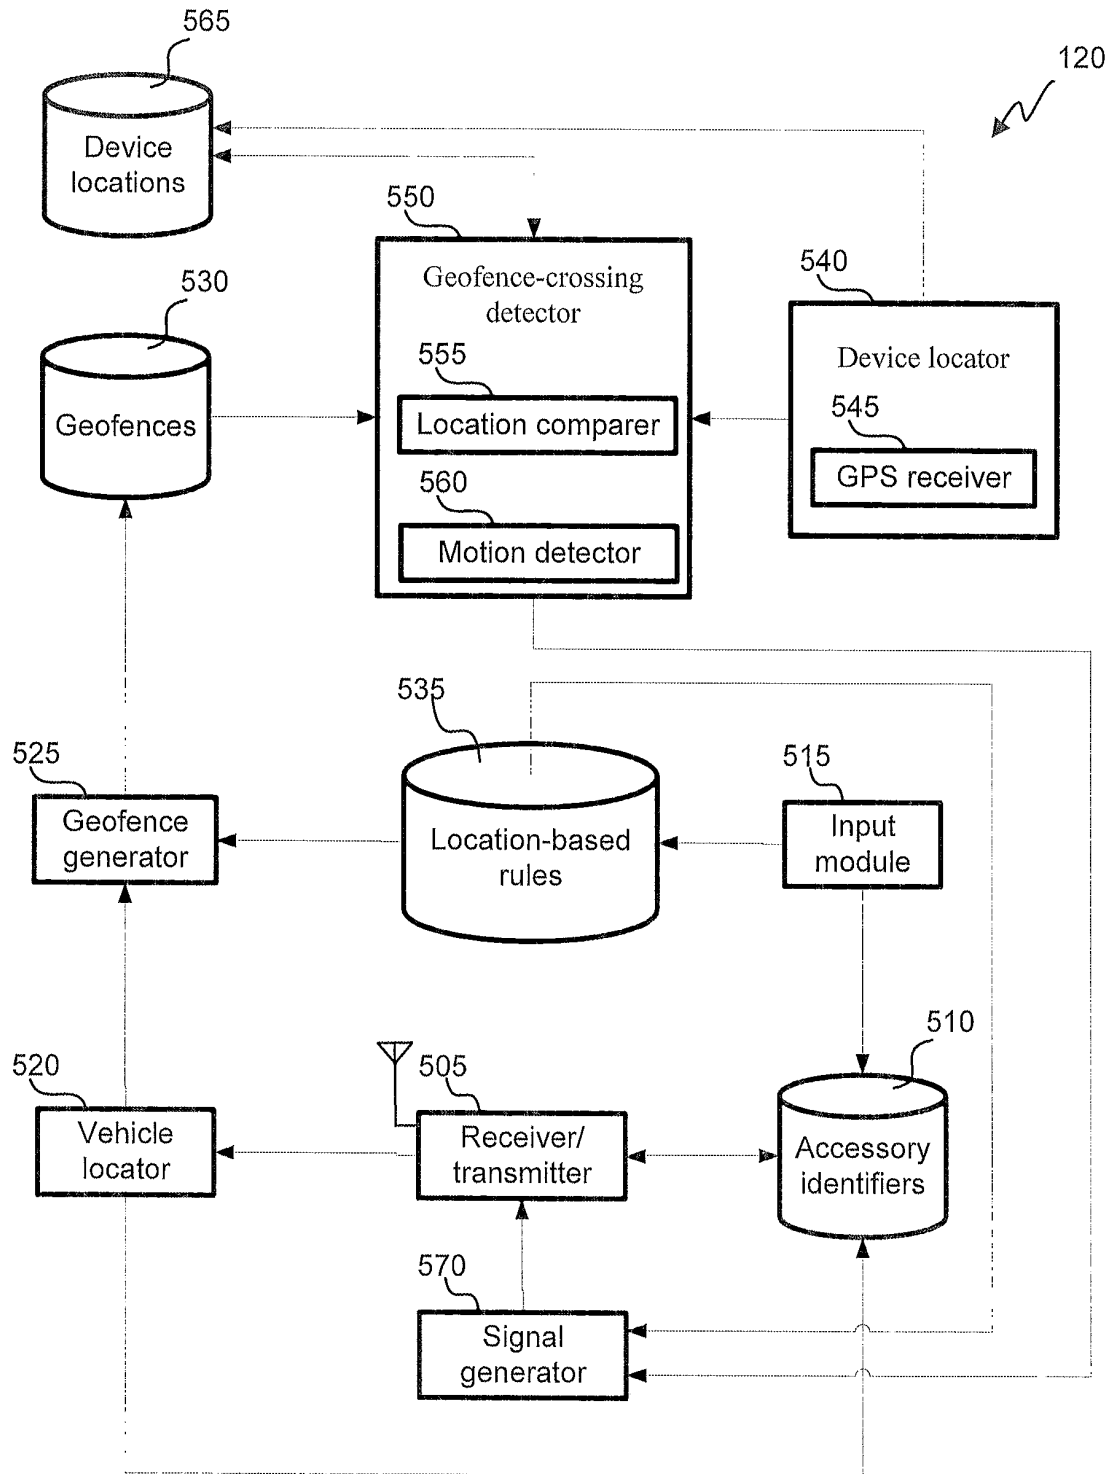 565
120
Device
locations
550
Geofence-crossing
detector
540
530
Device locator
555
545
Geofences
Location comparer
GPS receiver
560
Motion detector
535
525
515
Geofence
generator
Location-based
rules
Input
module
510
520
505
Vehicle
locator
Receiver/
transmitter
Accessory
identifiers
570
Signal
generator